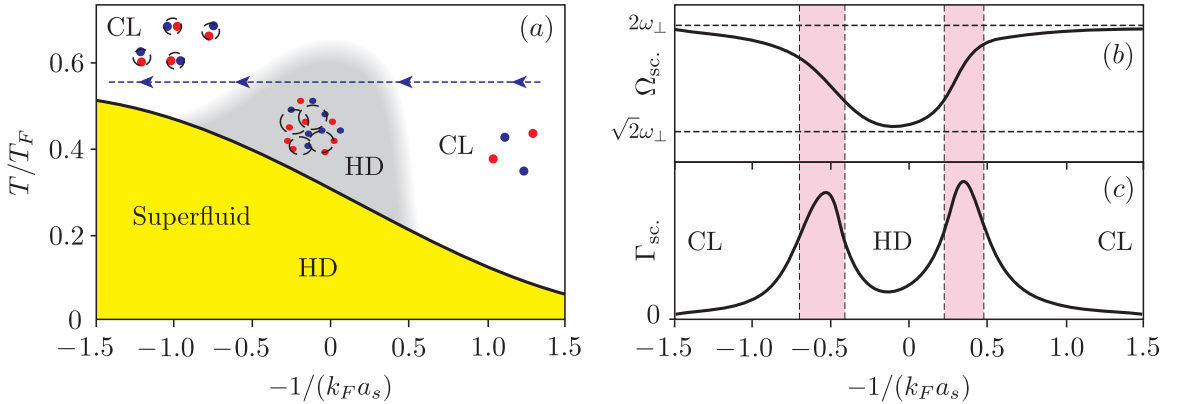 CL
(a)
0.6
0.4
0.2
0
T/T_F
CL
HD
Superfluid
HD
−1.5
−1.0
−0.5
0
0.5
1.0
1.5
−1/(k_F a_s)
2ω_⊥
(b)
Ω_sc.
√2ω_⊥
(c)
Γ_sc.
CL
HD
CL
0
−1.5
−1.0
−0.5
0
0.5
1.0
1.5
−1/(k_F a_s)